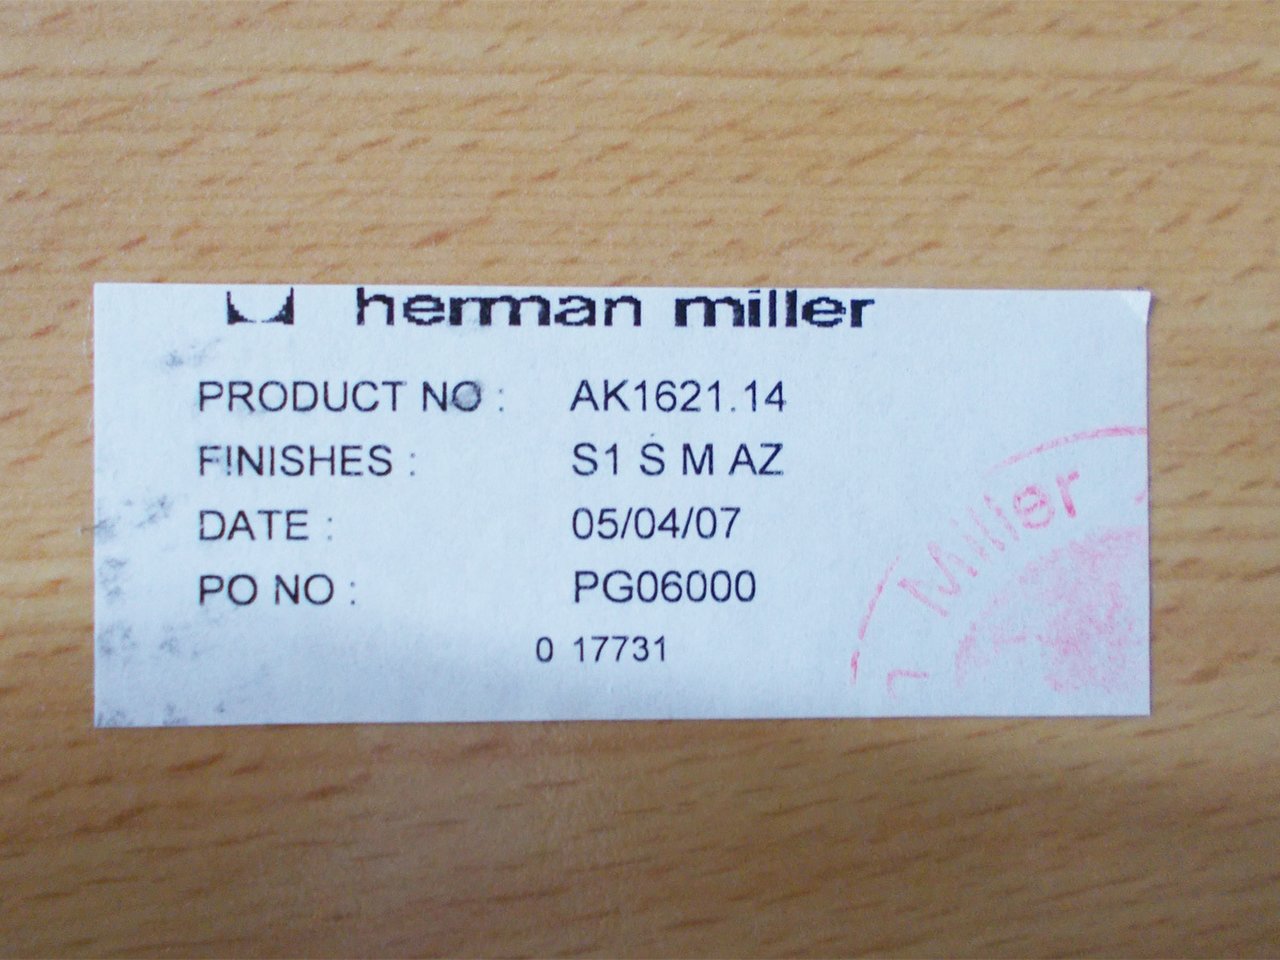 herman miller
PRODUCT NO : AK1621.14
FINISHES : S1 S M AZ
DATE : 05/04/07
PO NO : PG06000
0 17731
Miller